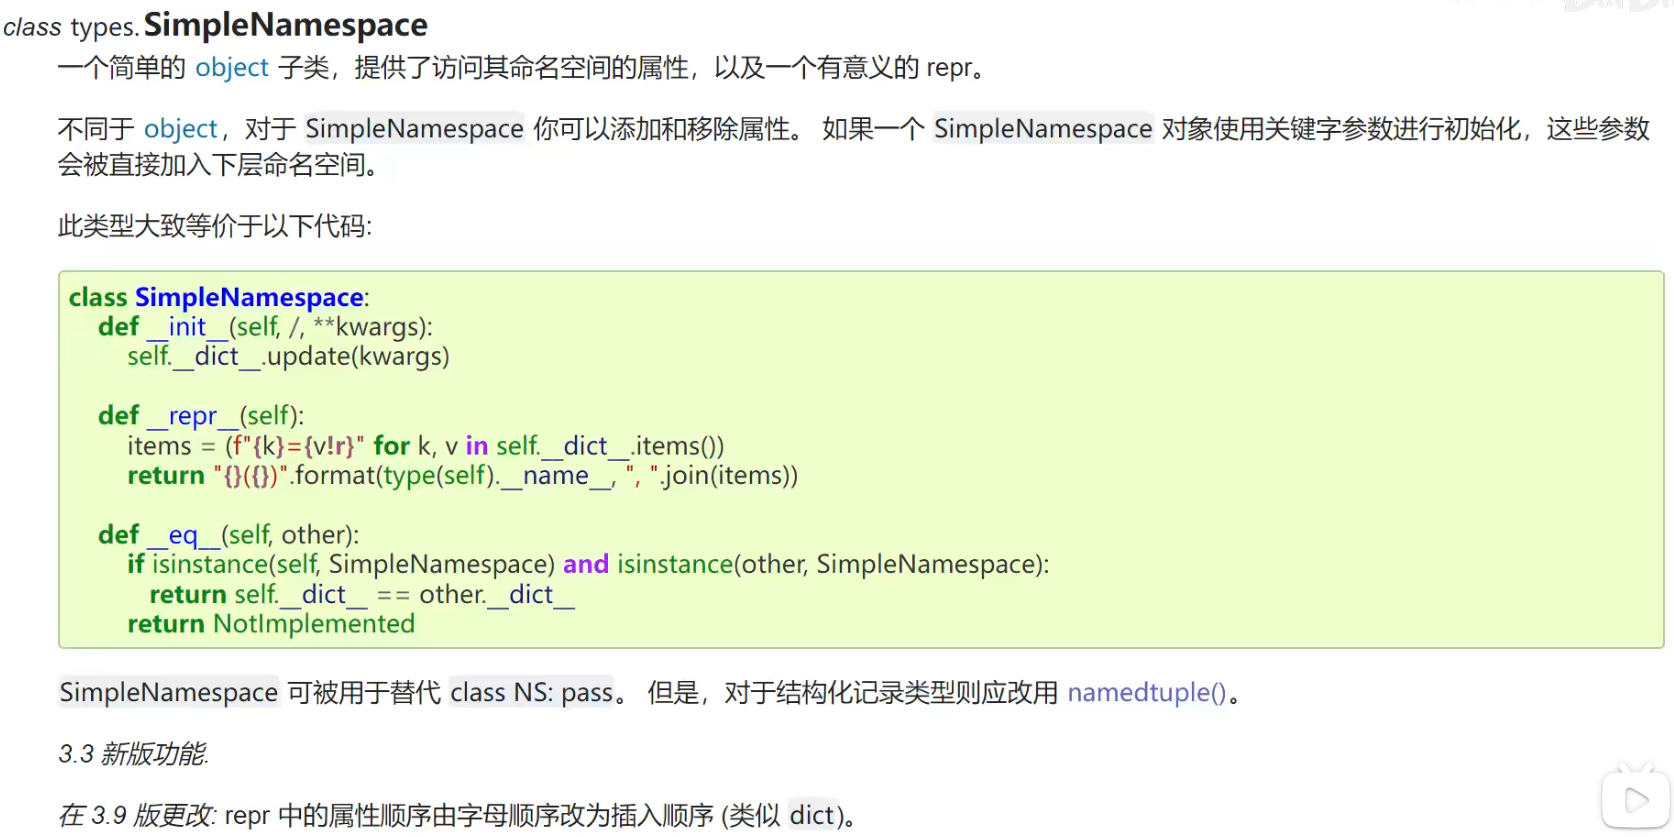 class types.SimpleNamespace
一个简单的 object 子类，提供了访问其命名空间的属性，以及一个有意义的 repr。
不同于 object，对于 SimpleNamespace 你可以添加和移除属性。 如果一个 SimpleNamespace 对象使用关键字参数进行初始化，这些参数
会被直接加入下层命名空间。
此类型大致等价于以下代码:
class SimpleNamespace:
    def __init__(self, /, **kwargs):
        self.__dict__.update(kwargs)
    def __repr__(self):
        items = (f"{k}={v!r}" for k, v in self.__dict__.items())
        return "{}({})".format(type(self).__name__, ", ".join(items))
    def __eq__(self, other):
        if isinstance(self, SimpleNamespace) and isinstance(other, SimpleNamespace):
            return self.__dict__ == other.__dict__
        return NotImplemented
SimpleNamespace 可被用于替代 class NS: pass。 但是，对于结构化记录类型则应改用 namedtuple()。
3.3 新版功能.
在 3.9 版更改: repr 中的属性顺序由字母顺序改为插入顺序 (类似 dict)。